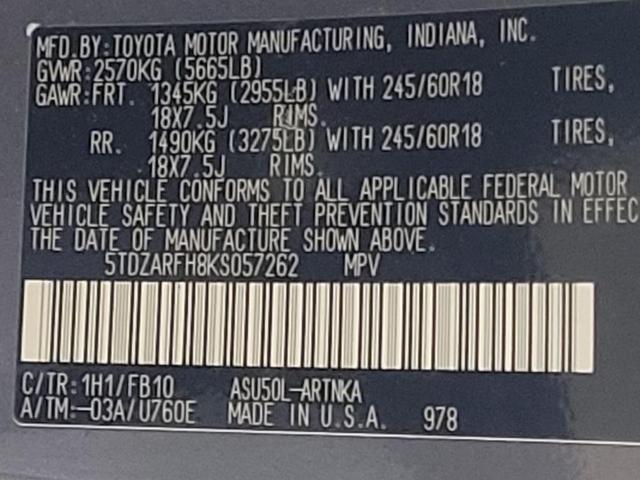 MFD.BY:TOYOTA MOTOR MANUFACTURING, INDIANA, INC.
GVWR:2570KG (5665LB)
GAWR:FRT. 1345KG (2955LB) WITH 245/60R18 TIRES,
18X7.5J RIMS.
RR. 1490KG (3275LB) WITH 245/60R18 TIRES,
18X7.5J RIMS.
THIS VEHICLE CONFORMS TO ALL APPLICABLE FEDERAL MOTOR
VEHICLE SAFETY AND THEFT PREVENTION STANDARDS IN EFFEC
THE DATE OF MANUFACTURE SHOWN ABOVE.
5TDZARFH8KS057262 MPV
C/TR:1H1/FB10 ASU50L-ARTNKA
A/TM:-03A/U760E MADE IN U.S.A. 978